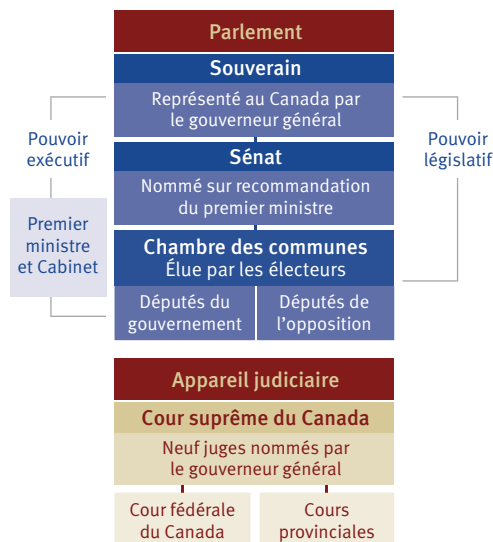 Parlement
Souverain
Représenté au Canada par
le gouverneur général
Pouvoir
exécutif
Pouvoir
législatif
Sénat
Nommé sur recommandation
du premier ministre
Premier
ministre
et Cabinet
Chambre des communes
Élue par les électeurs
Députés du
gouvernement
Députés de
l'opposition
Appareil judiciaire
Cour suprême du Canada
Neuf juges nommés par
le gouverneur général
Cour fédérale
du Canada
Cours
provinciales